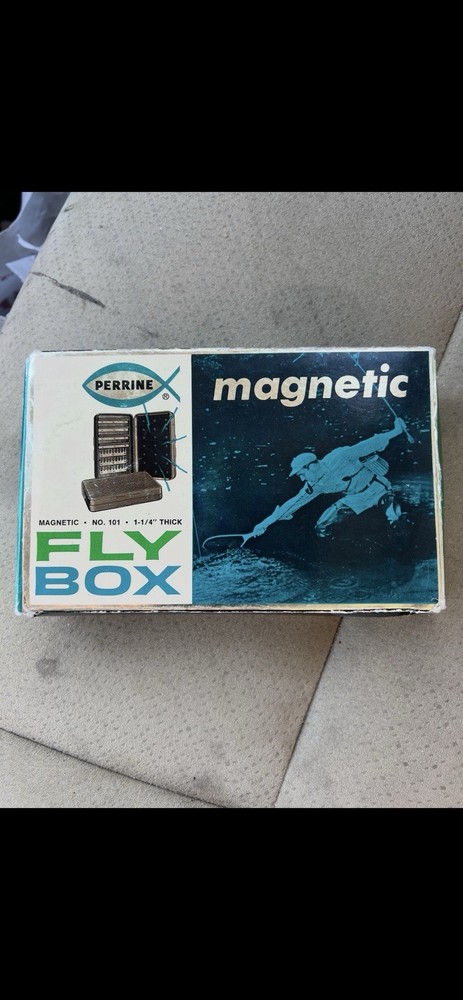 PERRINE
®
magnetic
MAGNETIC • NO. 101 • 1-1/4" THICK
FLY
BOX